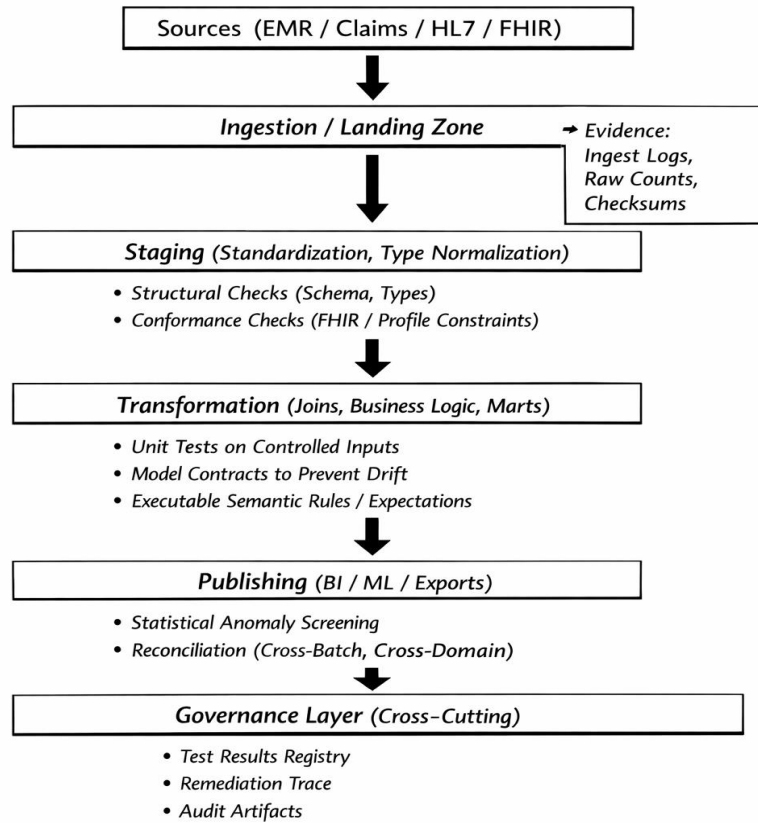 Sources (EMR / Claims / HL7 / FHIR)
Ingestion / Landing Zone
➔ Evidence:
Ingest Logs,
Raw Counts,
Checksums
Staging (Standardization, Type Normalization)
• Structural Checks (Schema, Types)
• Conformance Checks (FHIR / Profile Constraints)
Transformation (Joins, Business Logic, Marts)
• Unit Tests on Controlled Inputs
• Model Contracts to Prevent Drift
• Executable Semantic Rules / Expectations
Publishing (BI / ML / Exports)
• Statistical Anomaly Screening
• Reconciliation (Cross-Batch, Cross-Domain)
Governance Layer (Cross-Cutting)
• Test Results Registry
• Remediation Trace
• Audit Artifacts